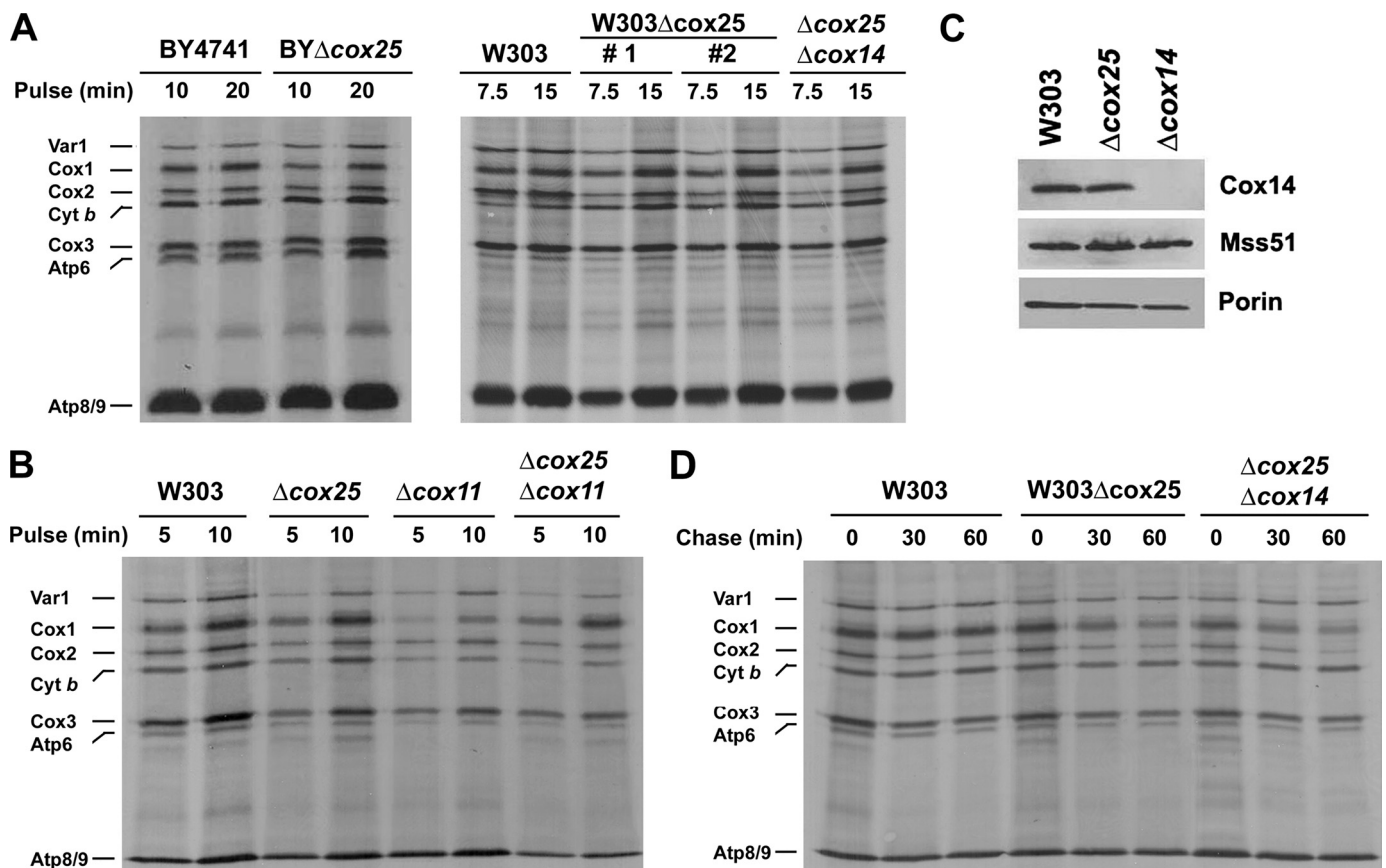 A
BY4741 BYΔcox25
Pulse (min) 10 20 10 20
Var1
Cox1
Cox2
Cyt b
Cox3
Atp6
Atp8/9
W303 W303Δcox25 Δcox25 Δcox14
# 1 #2
7.5 15 7.5 15 7.5 15 7.5 15
C
W303 Δcox25 Δcox14
Cox14
Mss51
Porin
B
W303 Δcox25 Δcox11 Δcox25 Δcox11
Pulse (min) 5 10 5 10 5 10 5 10
Var1
Cox1
Cox2
Cyt b
Cox3
Atp6
Atp8/9
D
W303 W303Δcox25 Δcox25 Δcox14
Chase (min) 0 30 60 0 30 60 0 30 60
Var1
Cox1
Cox2
Cyt b
Cox3
Atp6
Atp8/9